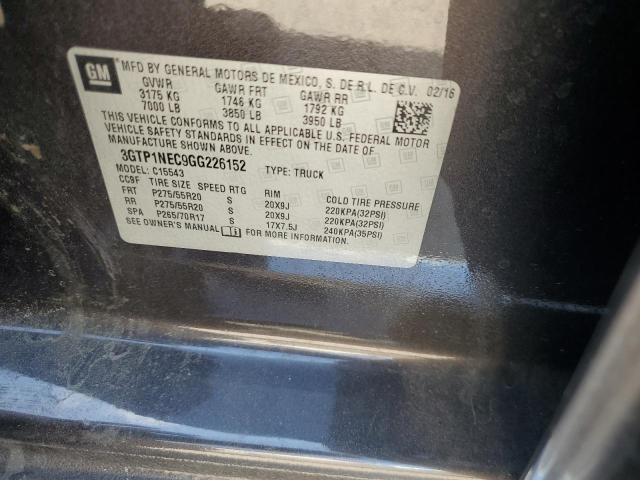 GM
MFD BY GENERAL MOTORS DE MEXICO, S. DE R.L. DE C.V. 02/16
GVWR GAWR FRT GAWR RR
3175 KG 1746 KG 1792 KG
7000 LB 3850 LB 3950 LB
THIS VEHICLE CONFORMS TO ALL APPLICABLE U.S. FEDERAL MOTOR
VEHICLE SAFETY STANDARDS IN EFFECT ON THE DATE OF
MANUFACTURE SHOWN ABOVE.
3GTP1NEC9GG226152 TYPE: TRUCK
MODEL: C15543
CC9F TIRE SIZE SPEED RTG RIM COLD TIRE PRESSURE
FRT P275/55R20 S 20X9J 220KPA(32PSI)
RR P275/55R20 S 20X9J 220KPA(32PSI)
SPA P265/70R17 S 17X7.5J 240KPA(35PSI)
SEE OWNER'S MANUAL FOR MORE INFORMATION.